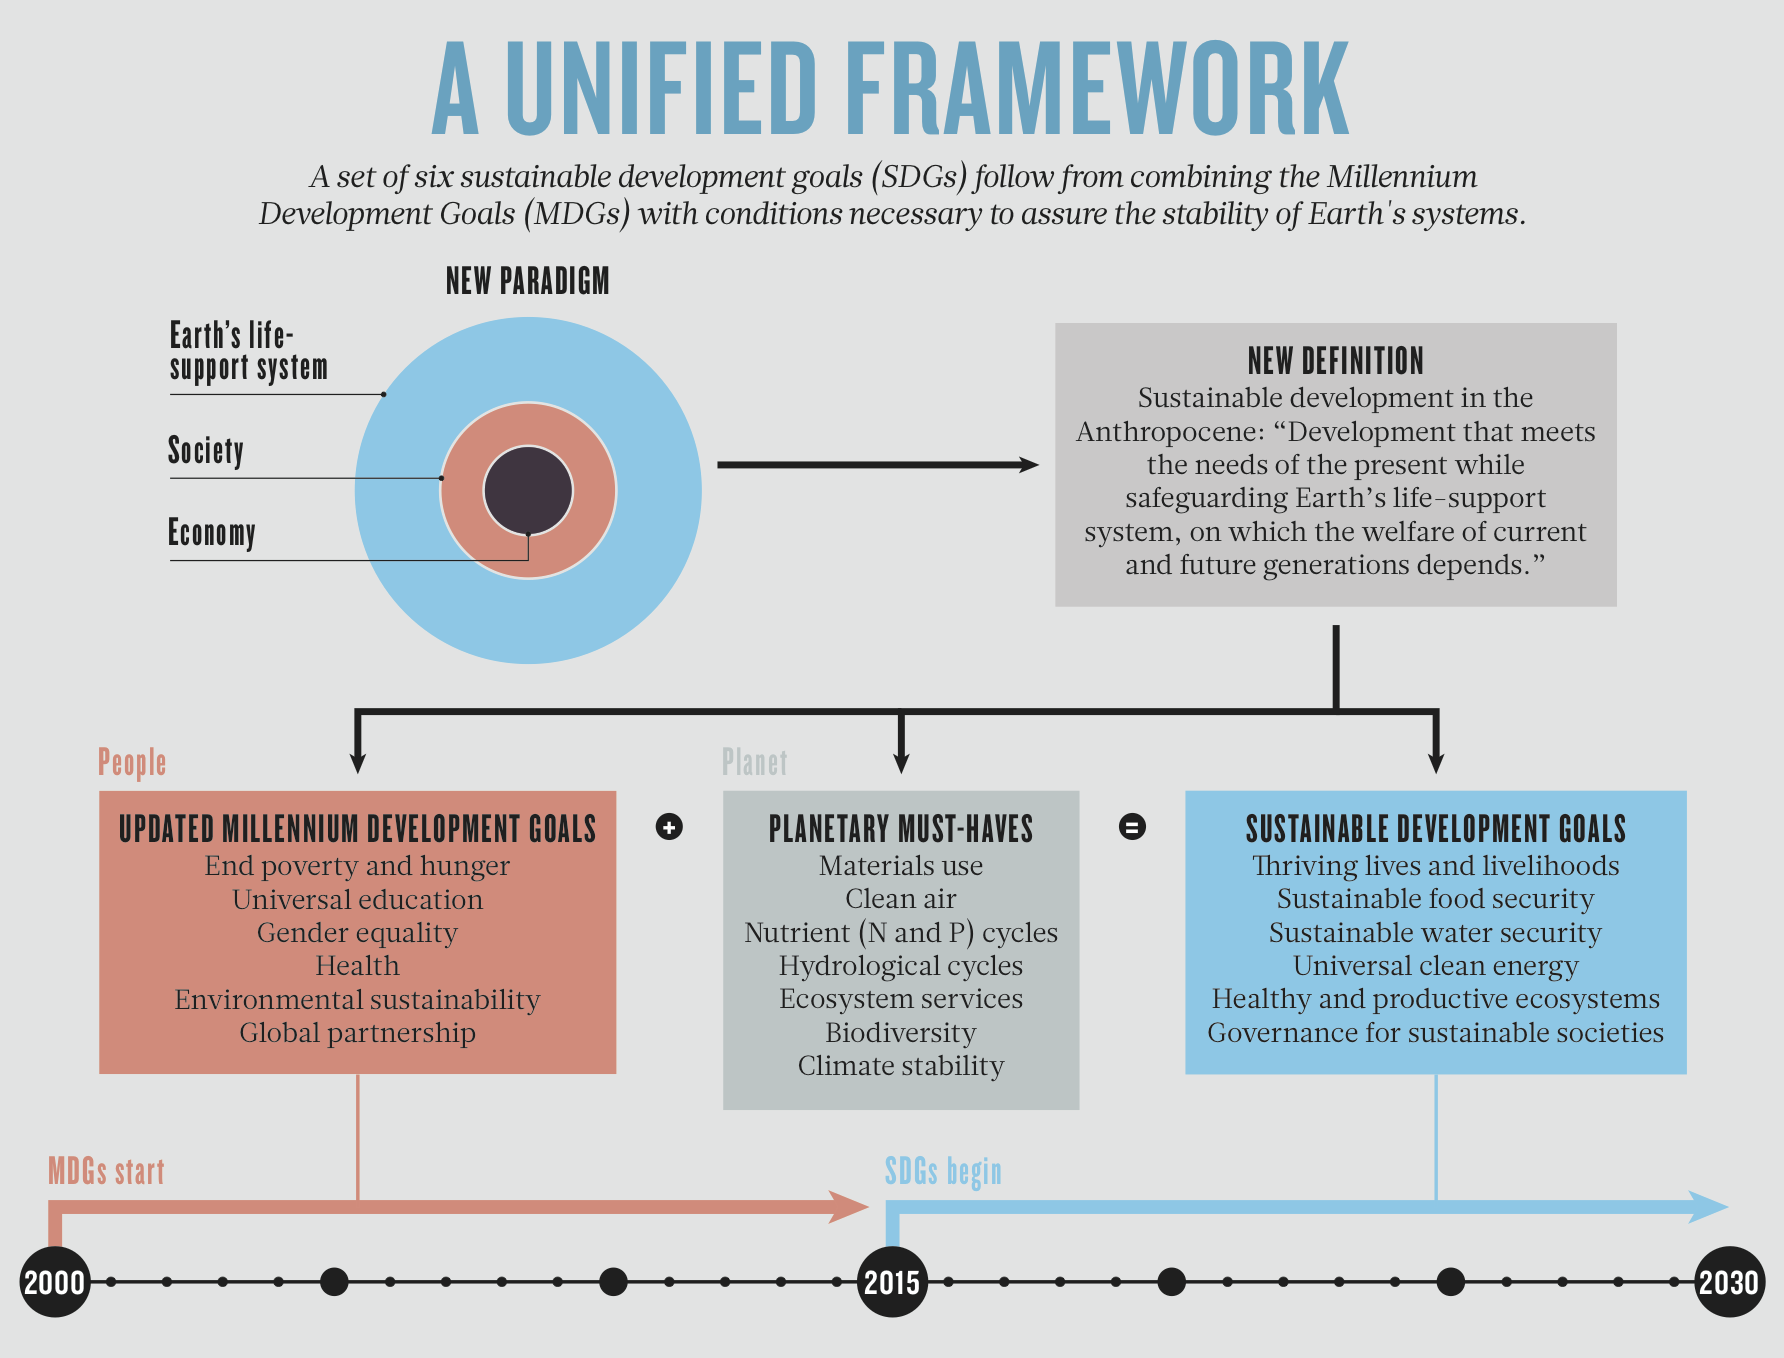 A UNIFIED FRAMEWORK
A set of six sustainable development goals (SDGs) follow from combining the Millennium
Development Goals (MDGs) with conditions necessary to assure the stability of Earth's systems.
NEW PARADIGM
Earth’s life-
support system
Society
Economy
NEW DEFINITION
Sustainable development in the
Anthropocene: “Development that meets
the needs of the present while
safeguarding Earth’s life-support
system, on which the welfare of current
and future generations depends.”
People
UPDATED MILLENNIUM DEVELOPMENT GOALS
End poverty and hunger
Universal education
Gender equality
Health
Environmental sustainability
Global partnership
+
Planet
PLANETARY MUST-HAVES
Materials use
Clean air
Nutrient (N and P) cycles
Hydrological cycles
Ecosystem services
Biodiversity
Climate stability
=
SUSTAINABLE DEVELOPMENT GOALS
Thriving lives and livelihoods
Sustainable food security
Sustainable water security
Universal clean energy
Healthy and productive ecosystems
Governance for sustainable societies
MDGs start
SDGs begin
2000
2015
2030